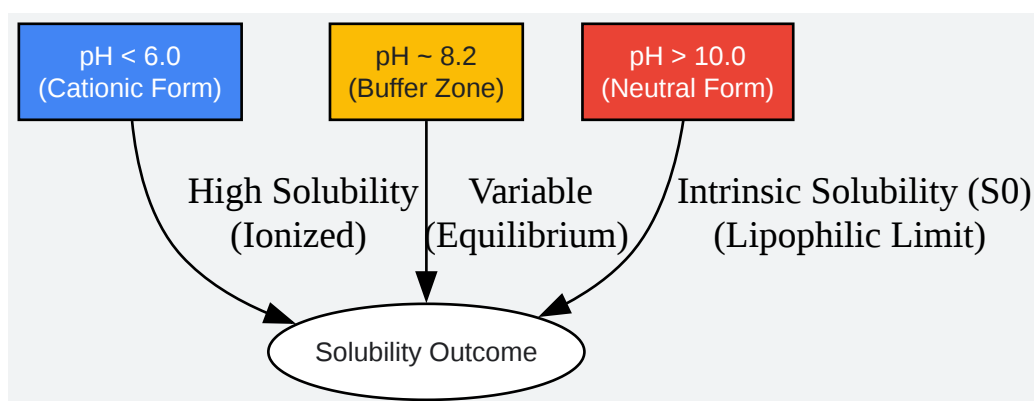 pH < 6.0
(Cationic Form)
pH ~ 8.2
(Buffer Zone)
pH > 10.0
(Neutral Form)
High Solubility
(Ionized)
Variable
(Equilibrium)
Intrinsic Solubility (S0)
(Lipophilic Limit)
Solubility Outcome